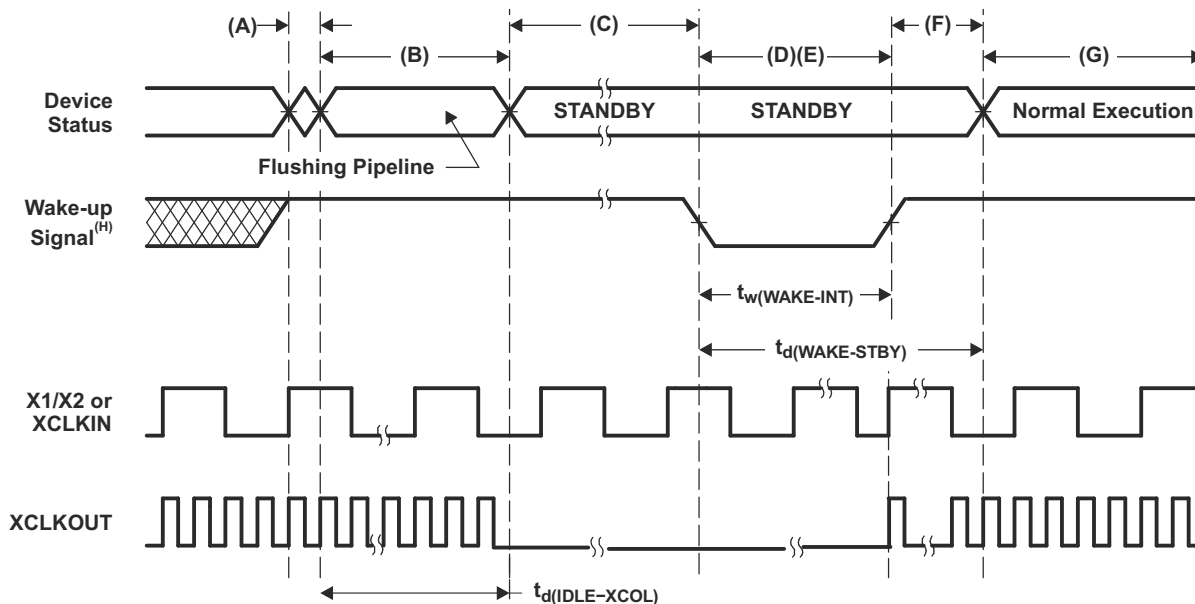 (A)
(C)
(F)
(B)
(D)(E)
(G)
Device
Status
STANDBY
STANDBY
Normal Execution
Flushing Pipeline
Wake-up
Signal(H)
tw(WAKE-INT)
td(WAKE-STBY)
X1/X2 or
XCLKIN
XCLKOUT
td(IDLE−XCOL)